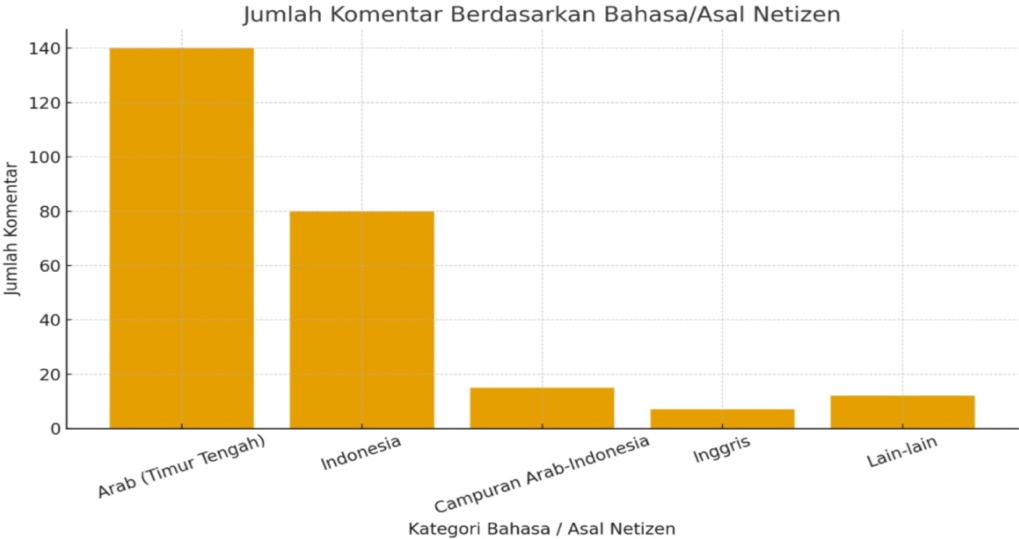 Jumlah Komentar Berdasarkan Bahasa/Asal Netizen
Jumlah Komentar
140
120
100
80
60
40
20
0
Arab (Timur Tengah)
Indonesia
Campuran Arab-Indonesia
Inggris
Lain-lain
Kategori Bahasa / Asal Netizen